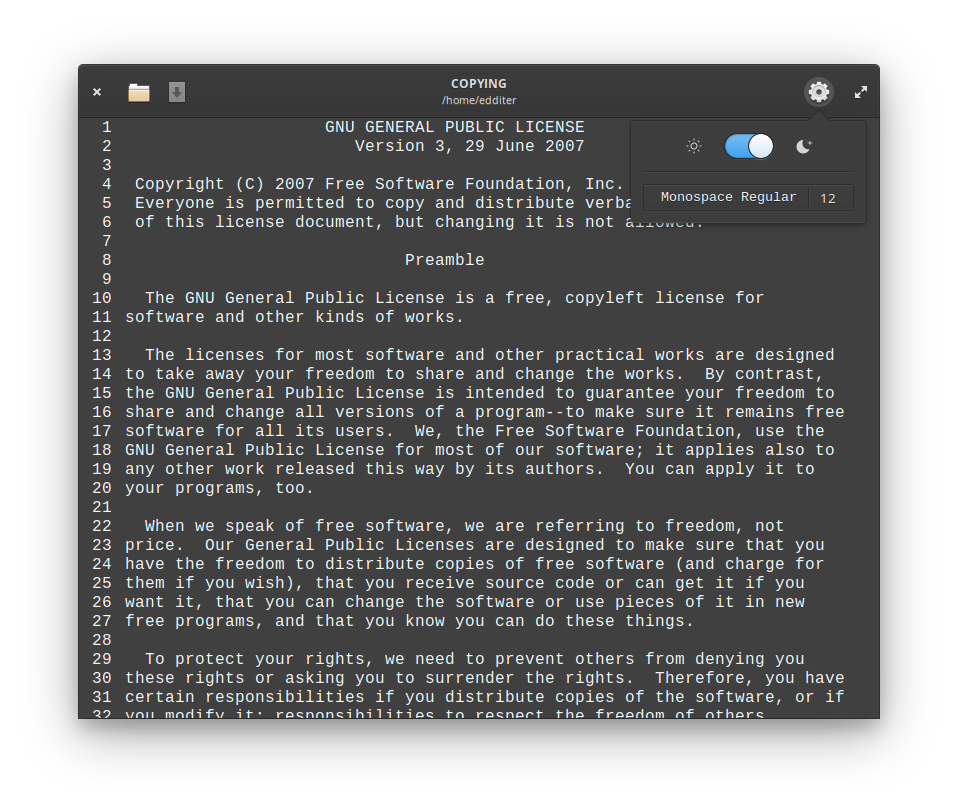 COPYING
/home/edditer
1 GNU GENERAL PUBLIC LICENSE
2 Version 3, 29 June 2007
3
4 Copyright (C) 2007 Free Software Foundation, Inc.
5 Everyone is permitted to copy and distribute verba
6 of this license document, but changing it is not allowed.
7
8 Preamble
9
10 The GNU General Public License is a free, copyleft license for
11 software and other kinds of works.
12
13 The licenses for most software and other practical works are designed
14 to take away your freedom to share and change the works.  By contrast,
15 the GNU General Public License is intended to guarantee your freedom to
16 share and change all versions of a program--to make sure it remains free
17 software for all its users.  We, the Free Software Foundation, use the
18 GNU General Public License for most of our software; it applies also to
19 any other work released this way by its authors.  You can apply it to
20 your programs, too.
21
22 When we speak of free software, we are referring to freedom, not
23 price.  Our General Public Licenses are designed to make sure that you
24 have the freedom to distribute copies of free software (and charge for
25 them if you wish), that you receive source code or can get it if you
26 want it, that you can change the software or use pieces of it in new
27 free programs, and that you know you can do these things.
28
29 To protect your rights, we need to prevent others from denying you
30 these rights or asking you to surrender the rights.  Therefore, you have
31 certain responsibilities if you distribute copies of the software, or if
32 you modify it: responsibilities to respect the freedom of others.
Monospace Regular 12